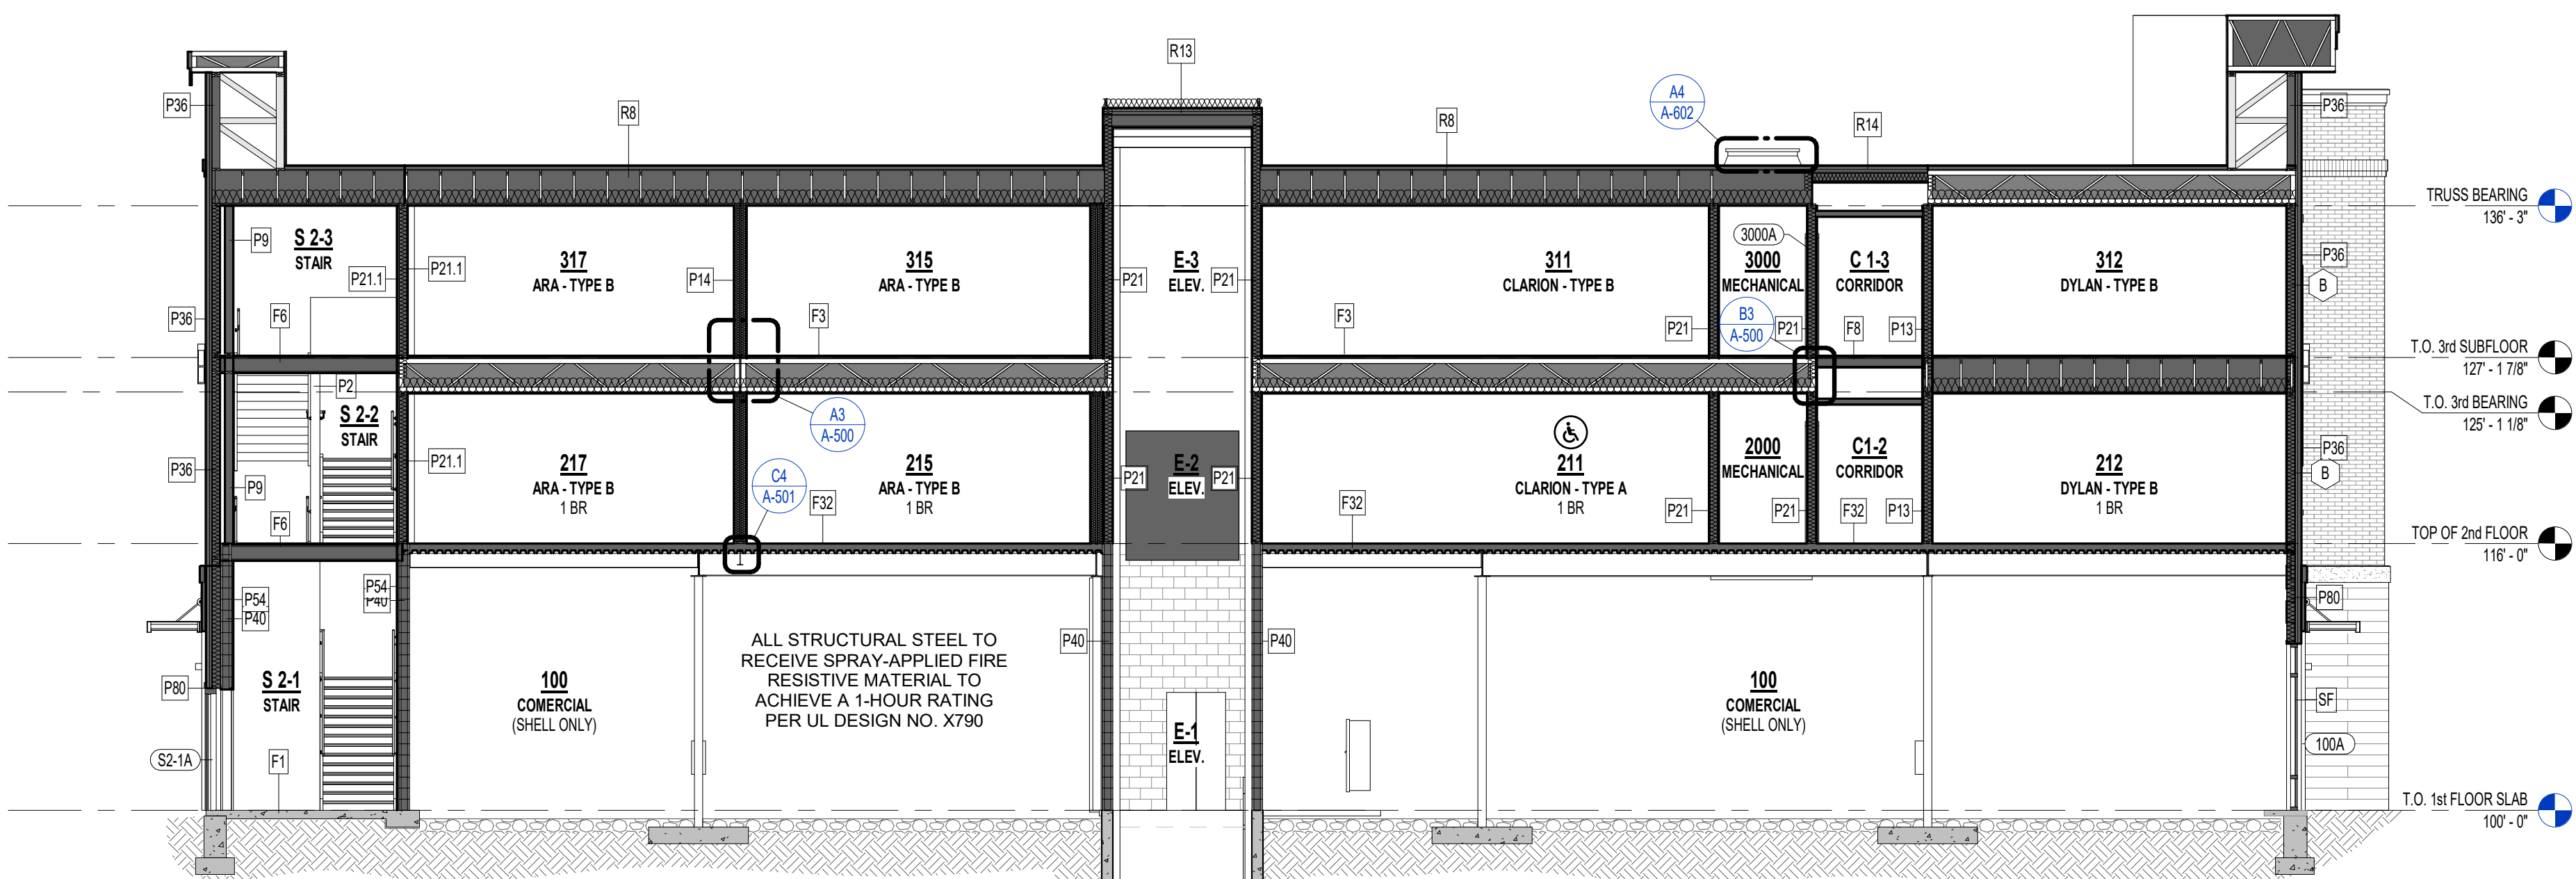 R13
A4
A-602
P36
R8
R8
R14
P36
TRUSS BEARING
136' - 3"
S 2-3
STAIR
P9
P21.1
P21.1
317
ARA - TYPE B
P14
315
ARA - TYPE B
P21
E-3
ELEV.
P21
311
CLARION - TYPE B
3000A
3000
MECHANICAL
C 1-3
CORRIDOR
312
DYLAN - TYPE B
P36
B
P36
F6
F3
F3
P21
B3
A-500
P21
F8
P13
T.O. 3rd SUBFLOOR
127' - 1 7/8"
P2
S 2-2
STAIR
A3
A-500
T.O. 3rd BEARING
125' - 1 1/8"
P36
P9
P21.1
217
ARA - TYPE B
1 BR
C4
A-501
215
ARA - TYPE B
1 BR
P21
E-2
ELEV.
P21
211
CLARION - TYPE A
1 BR
2000
MECHANICAL
C1-2
CORRIDOR
212
DYLAN - TYPE B
1 BR
P36
B
F6
F32
F32
P21
P21
F32
P13
TOP OF 2nd FLOOR
116' - 0"
P54
P40
P54
P40
P80
P40
P40
ALL STRUCTURAL STEEL TO
RECEIVE SPRAY-APPLIED FIRE
RESISTIVE MATERIAL TO
ACHIEVE A 1-HOUR RATING
PER UL DESIGN NO. X790
P80
S 2-1
STAIR
100
COMERCIAL
(SHELL ONLY)
100
COMERCIAL
(SHELL ONLY)
SF
E-1
ELEV.
S2-1A
F1
100A
T.O. 1st FLOOR SLAB
100' - 0"